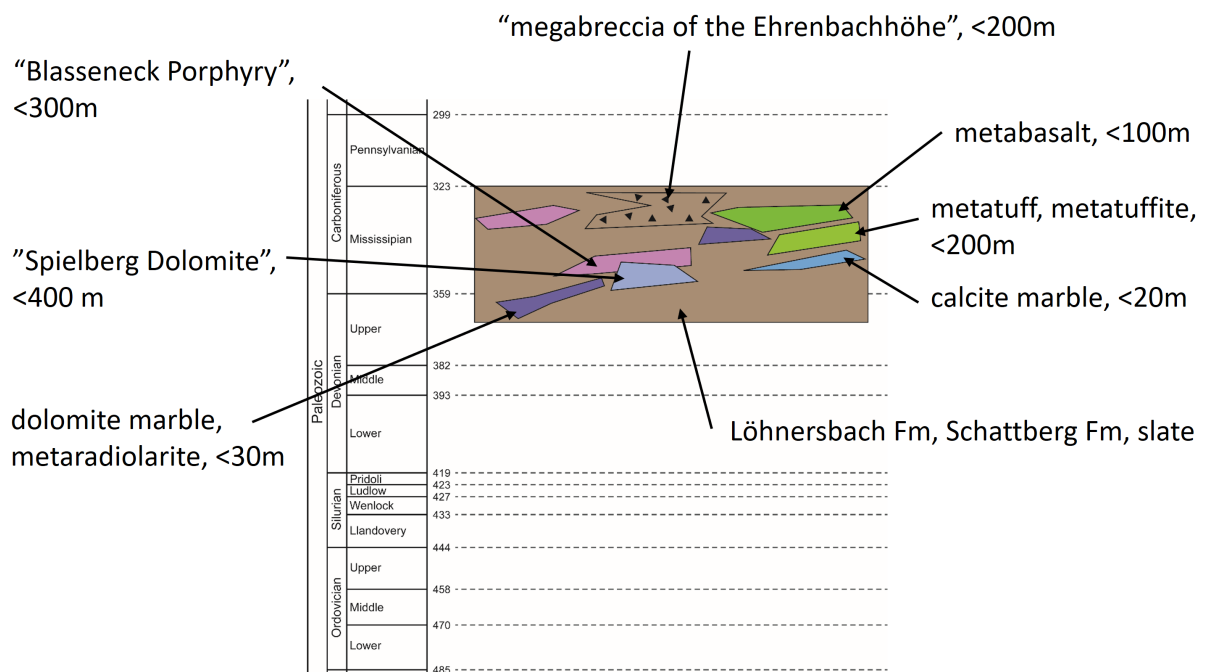 “megabreccia of the Ehrenbachhöhe”, <200m
“Blasseneck Porphyry”,
<300m
metabasalt, <100m
metatuff, metatuffite,
<200m
”Spielberg Dolomite”,
<400 m
calcite marble, <20m
dolomite marble,
metaradiolarite, <30m
Löhnersbach Fm, Schattberg Fm, slate
Paleozoic
Carboniferous
Pennsylvanian
Mississipian
Devonian
Upper
Middle
Lower
Silurian
Pridoli
Ludlow
Wenlock
Llandovery
Ordovician
Upper
Middle
Lower
299
323
359
382
393
419
423
427
433
444
458
470
485